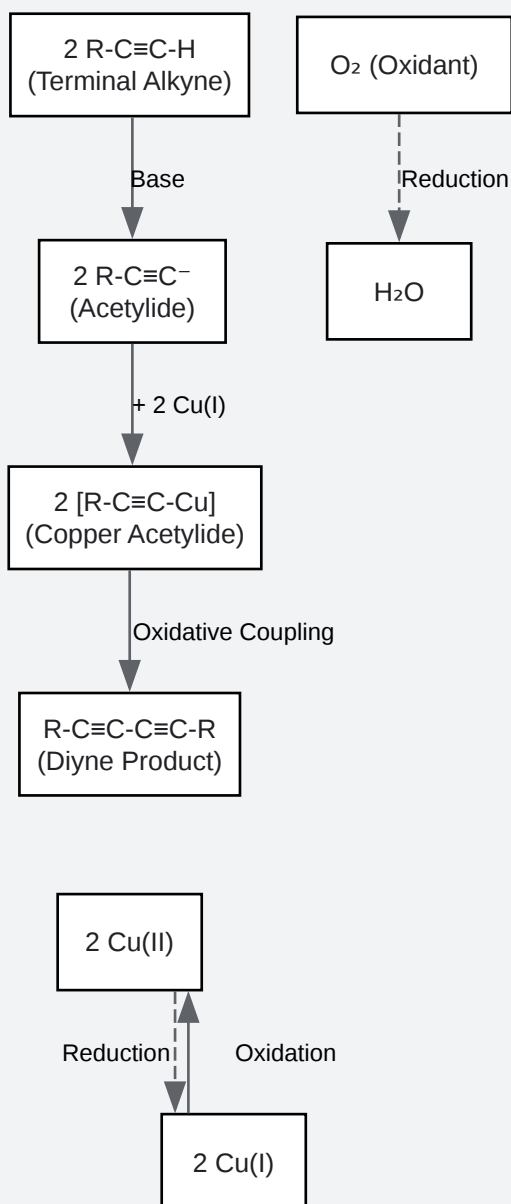 2 R-C≡C-H
(Terminal Alkyne)
O₂ (Oxidant)
Base
Reduction
2 R-C≡C⁻
(Acetylide)
H₂O
+ 2 Cu(I)
2 [R-C≡C-Cu]
(Copper Acetylide)
Oxidative Coupling
R-C≡C-C≡C-R
(Diyne Product)
2 Cu(II)
Reduction
Oxidation
2 Cu(I)